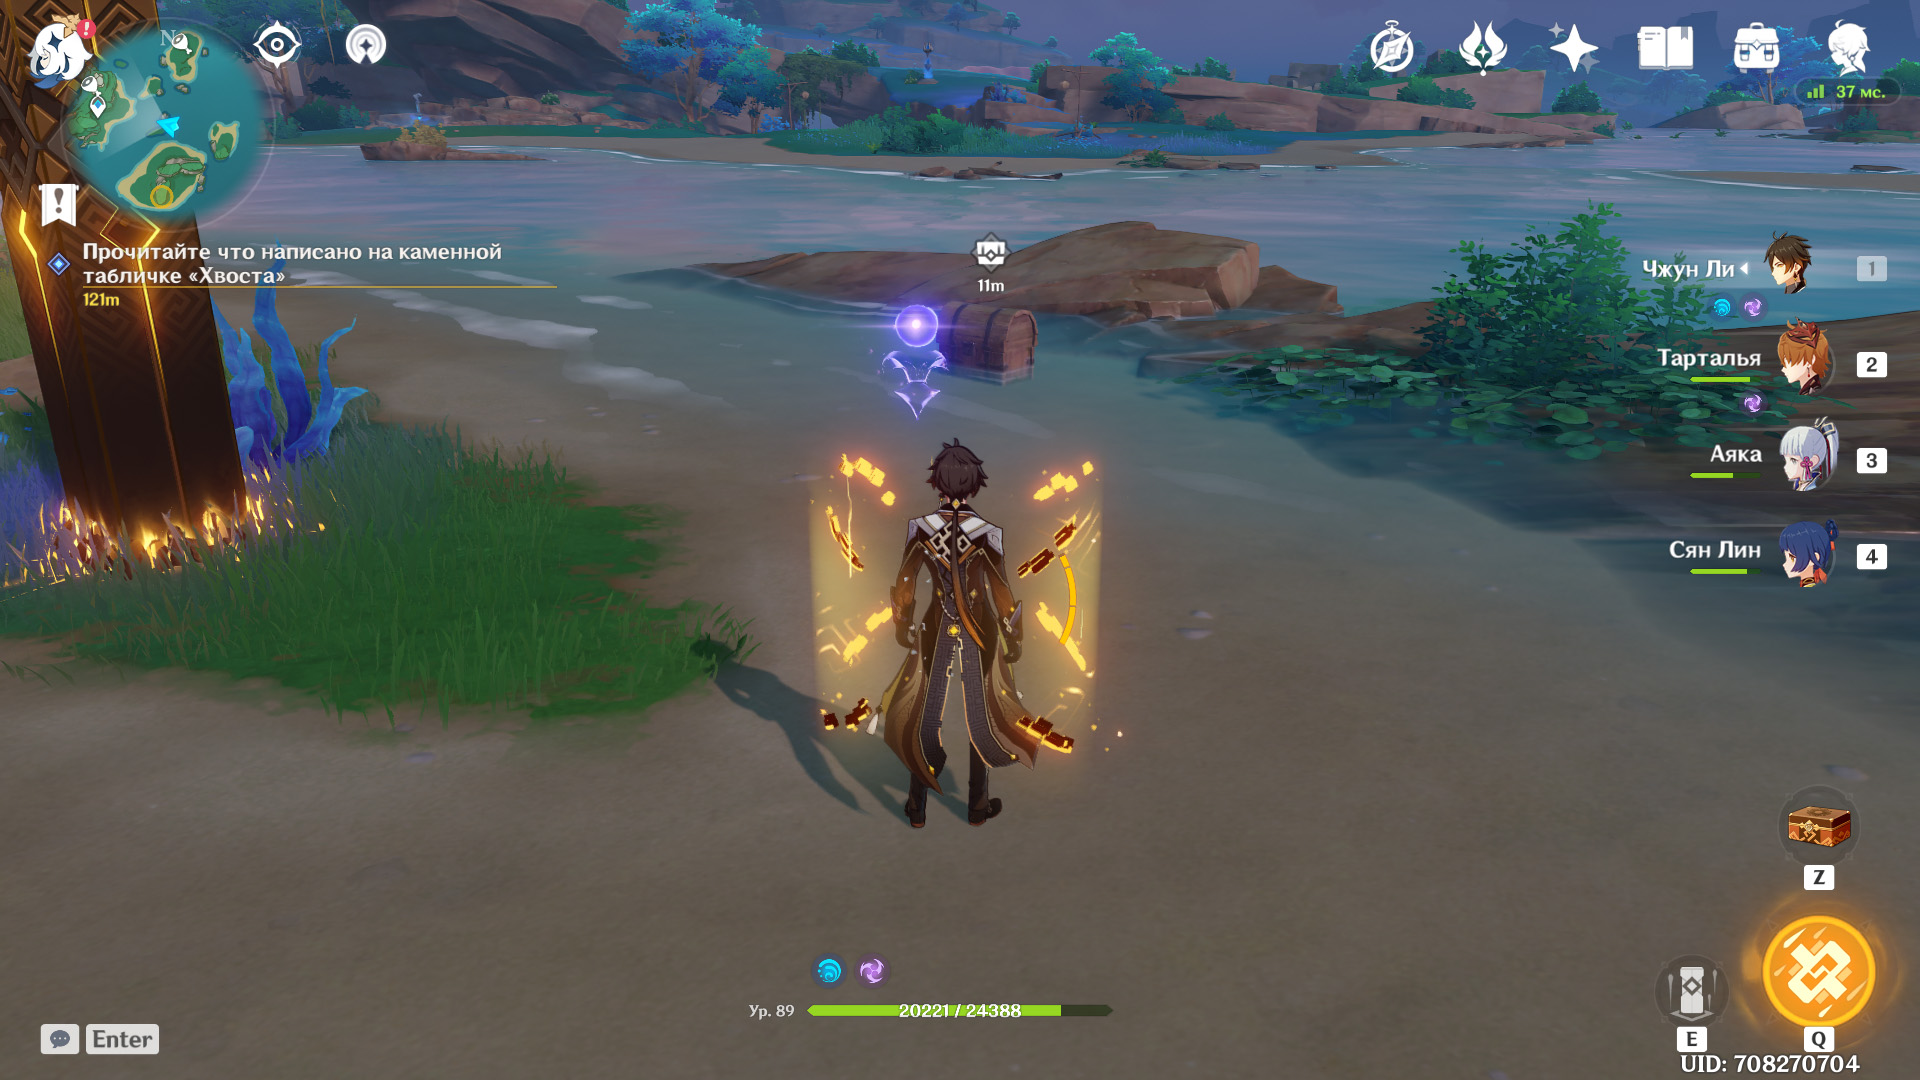 N
37 мс.
Прочитайте что написано на каменной
табличке «Хвоста»
121m
11m
Чжун Ли
1
Тарталья
2
Аяка
3
Сян Лин
4
Z
Ур. 89
20221 / 24388
Enter
E
Q
UID: 708270704